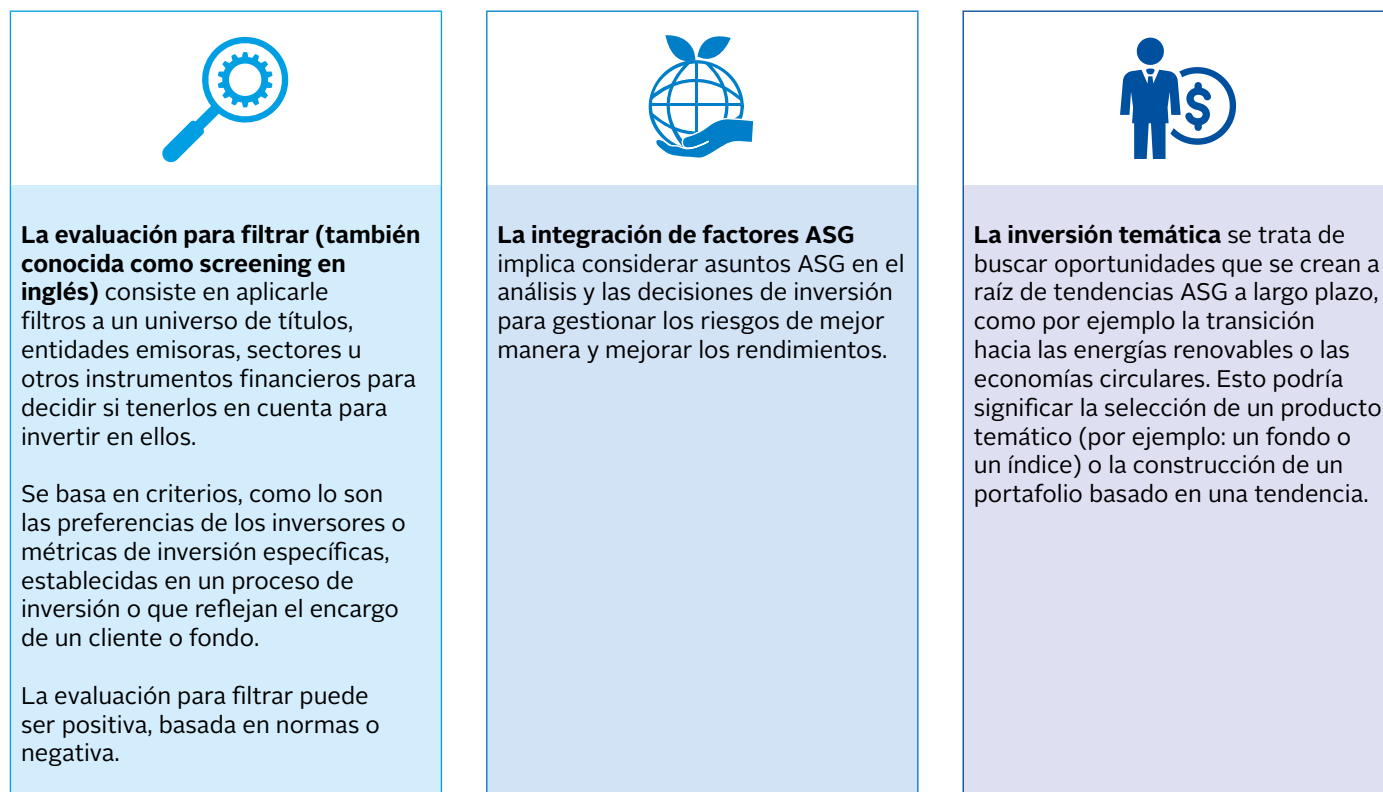 $
La evaluación para filtrar (también
conocida como screening en
inglés) consiste en aplicarle
filtros a un universo de títulos,
entidades emisoras, sectores u
otros instrumentos financieros para
decidir si tenerlos en cuenta para
invertir en ellos.
Se basa en criterios, como lo son
las preferencias de los inversores o
métricas de inversión específicas,
establecidas en un proceso de
inversión o que reflejan el encargo
de un cliente o fondo.
La evaluación para filtrar puede
ser positiva, basada en normas o
negativa.
La integración de factores ASG
implica considerar asuntos ASG en el
análisis y las decisiones de inversión
para gestionar los riesgos de mejor
manera y mejorar los rendimientos.
La inversión temática se trata de
buscar oportunidades que se crean a
raíz de tendencias ASG a largo plazo,
como por ejemplo la transición
hacia las energías renovables o las
economías circulares. Esto podría
significar la selección de un producto
temático (por ejemplo: un fondo o
un índice) o la construcción de un
portafolio basado en una tendencia.